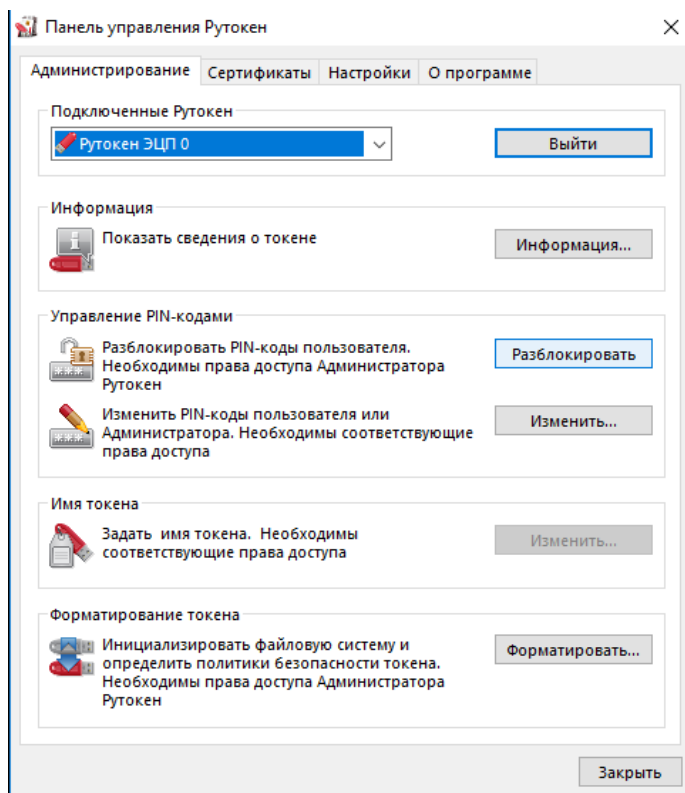 Панель управления Рутокен
Администрирование Сертификаты Настройки О программе
Подключенные Рутокен
Рутокен ЭЦП 0
Выйти
Информация
Показать сведения о токене
Информация...
Управление PIN-кодами
Разблокировать PIN-коды пользователя.
Необходимы права доступа Администратора
Рутокен
Разблокировать
Изменить PIN-коды пользователя или
Администратора. Необходимы соответствующие
права доступа
Изменить...
Имя токена
Задать имя токена. Необходимы
соответствующие права доступа
Изменить...
Форматирование токена
Инициализировать файловую систему и
определить политики безопасности токена.
Необходимы права доступа Администратора
Рутокен
Форматировать...
Закрыть